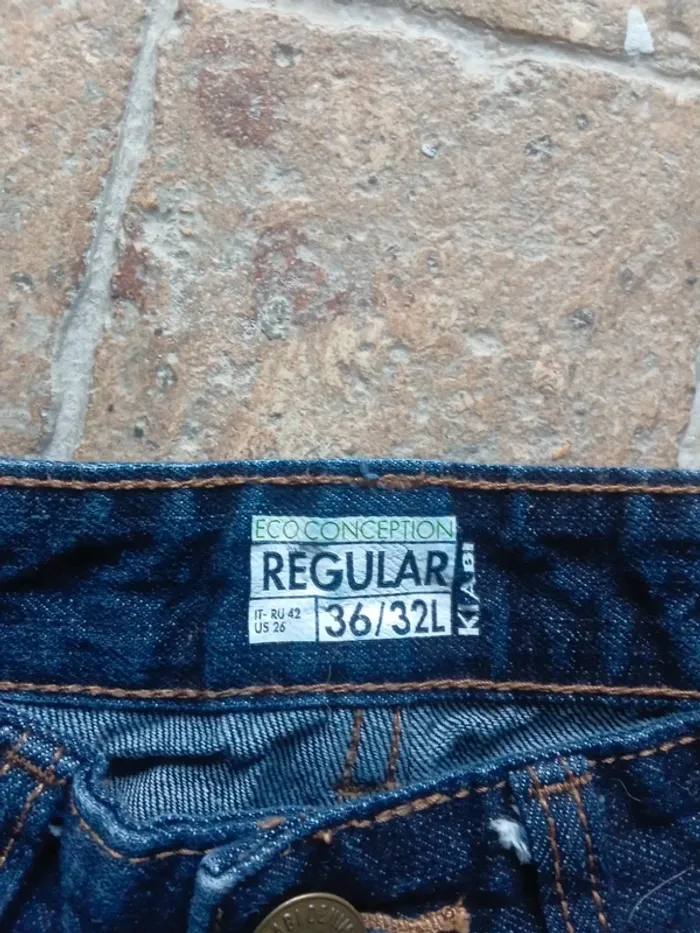 ECO CONCEPTION
REGULAR
IT- RU 42
US 26
36/32L
KIABI